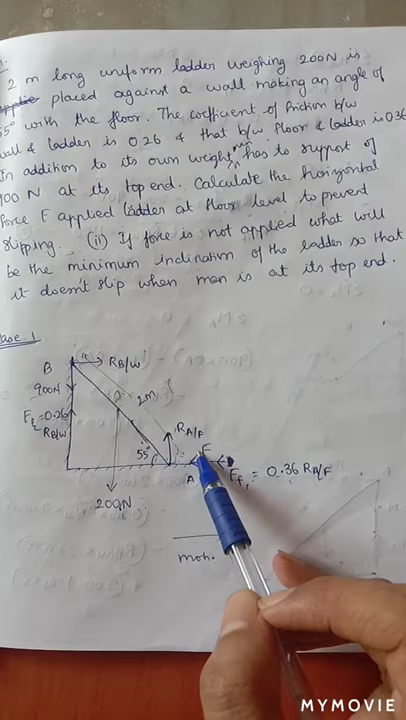 2 m long uniform ladder weighing 200N is
placed against a wall making an angle of
55° with the floor. The coefficient of friction b/w
wall & ladder is 0.26 & that b/w floor & ladder is 0.36
In addition to its own weight, man has to support of
900 N at its top end. Calculate the horizontal
force F applied ladder at floor level to prevent
slipping. (ii) If force is not applied what will
be the minimum inclination of the ladder so that
it doesn't slip when man is at its top end.
Case. 1
B R RB/W
900N 2M
Ff2 = 0.26
RB/W RA/F
55° F
A Ff1 = 0.36 RA/F
200N
moh.
MYMOVIE